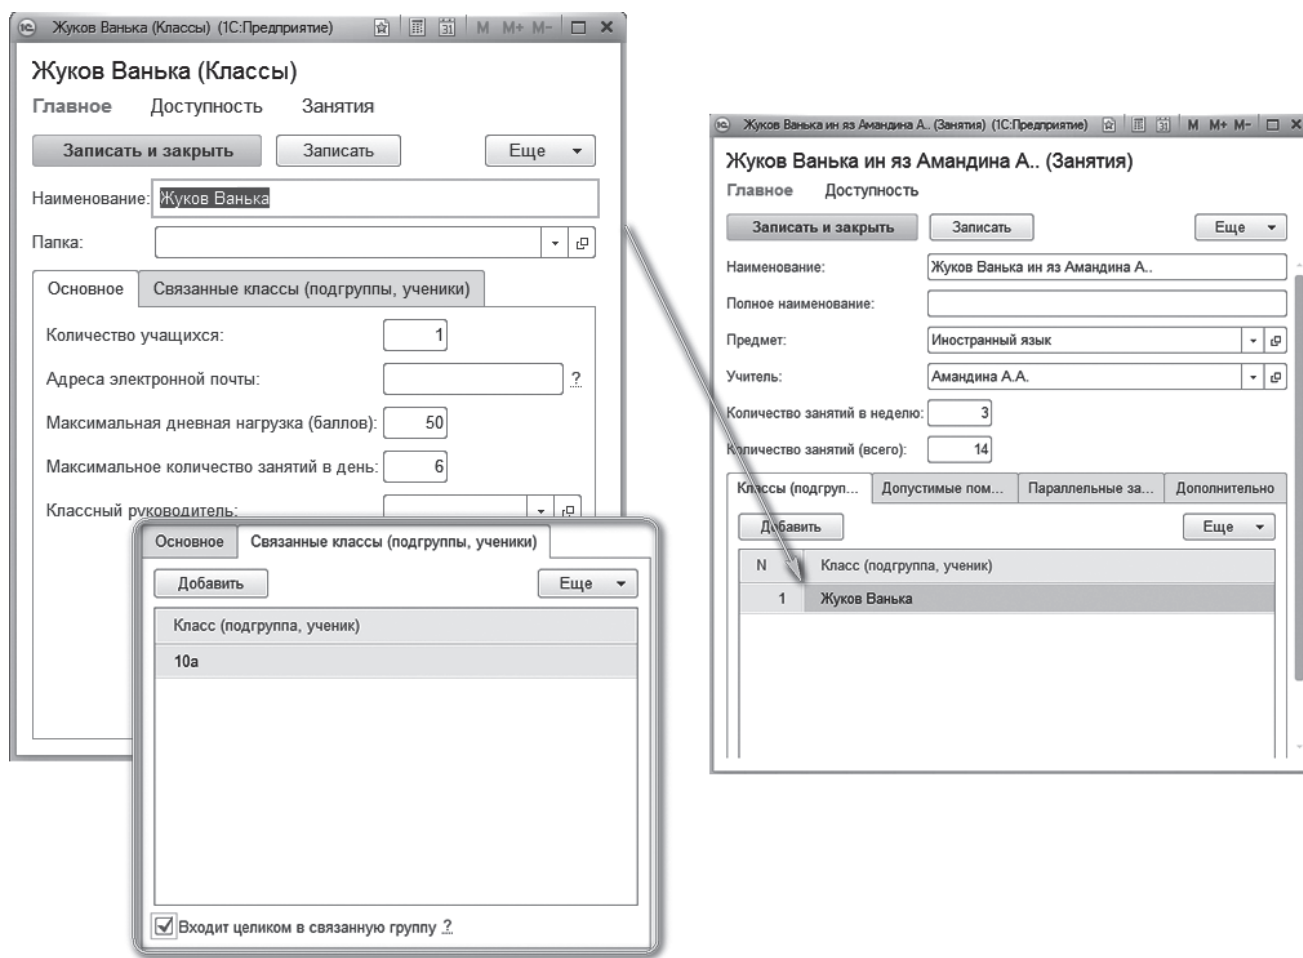 Жуков Ванька (Классы) (1С:Предприятие) 31 M M+ M-
Жуков Ванька (Классы)
Главное Доступность Занятия
Записать и закрыть Записать Еще
Наименование: Жуков Ванька
Папка:
Основное Связанные классы (подгруппы, ученики)
Количество учащихся: 1
Адреса электронной почты: ?
Максимальная дневная нагрузка (баллов): 50
Максимальное количество занятий в день: 6
Классный руководитель:
Основное Связанные классы (подгруппы, ученики)
Добавить Еще
Класс (подгруппа, ученик)
10а
Входит целиком в связанную группу ?
Жуков Ванька ин яз Амандина А.. (Занятия) (1С:Предприятие) 31 M M+ M-
Жуков Ванька ин яз Амандина А.. (Занятия)
Главное Доступность
Записать и закрыть Записать Еще
Наименование: Жуков Ванька ин яз Амандина А..
Полное наименование:
Предмет: Иностранный язык
Учитель: Амандина А.А.
Количество занятий в неделю: 3
Количество занятий (всего): 14
Классы (подгруп... Допустимые пом... Параллельные за... Дополнительно
Добавить Еще
N Класс (подгруппа, ученик)
1 Жуков Ванька